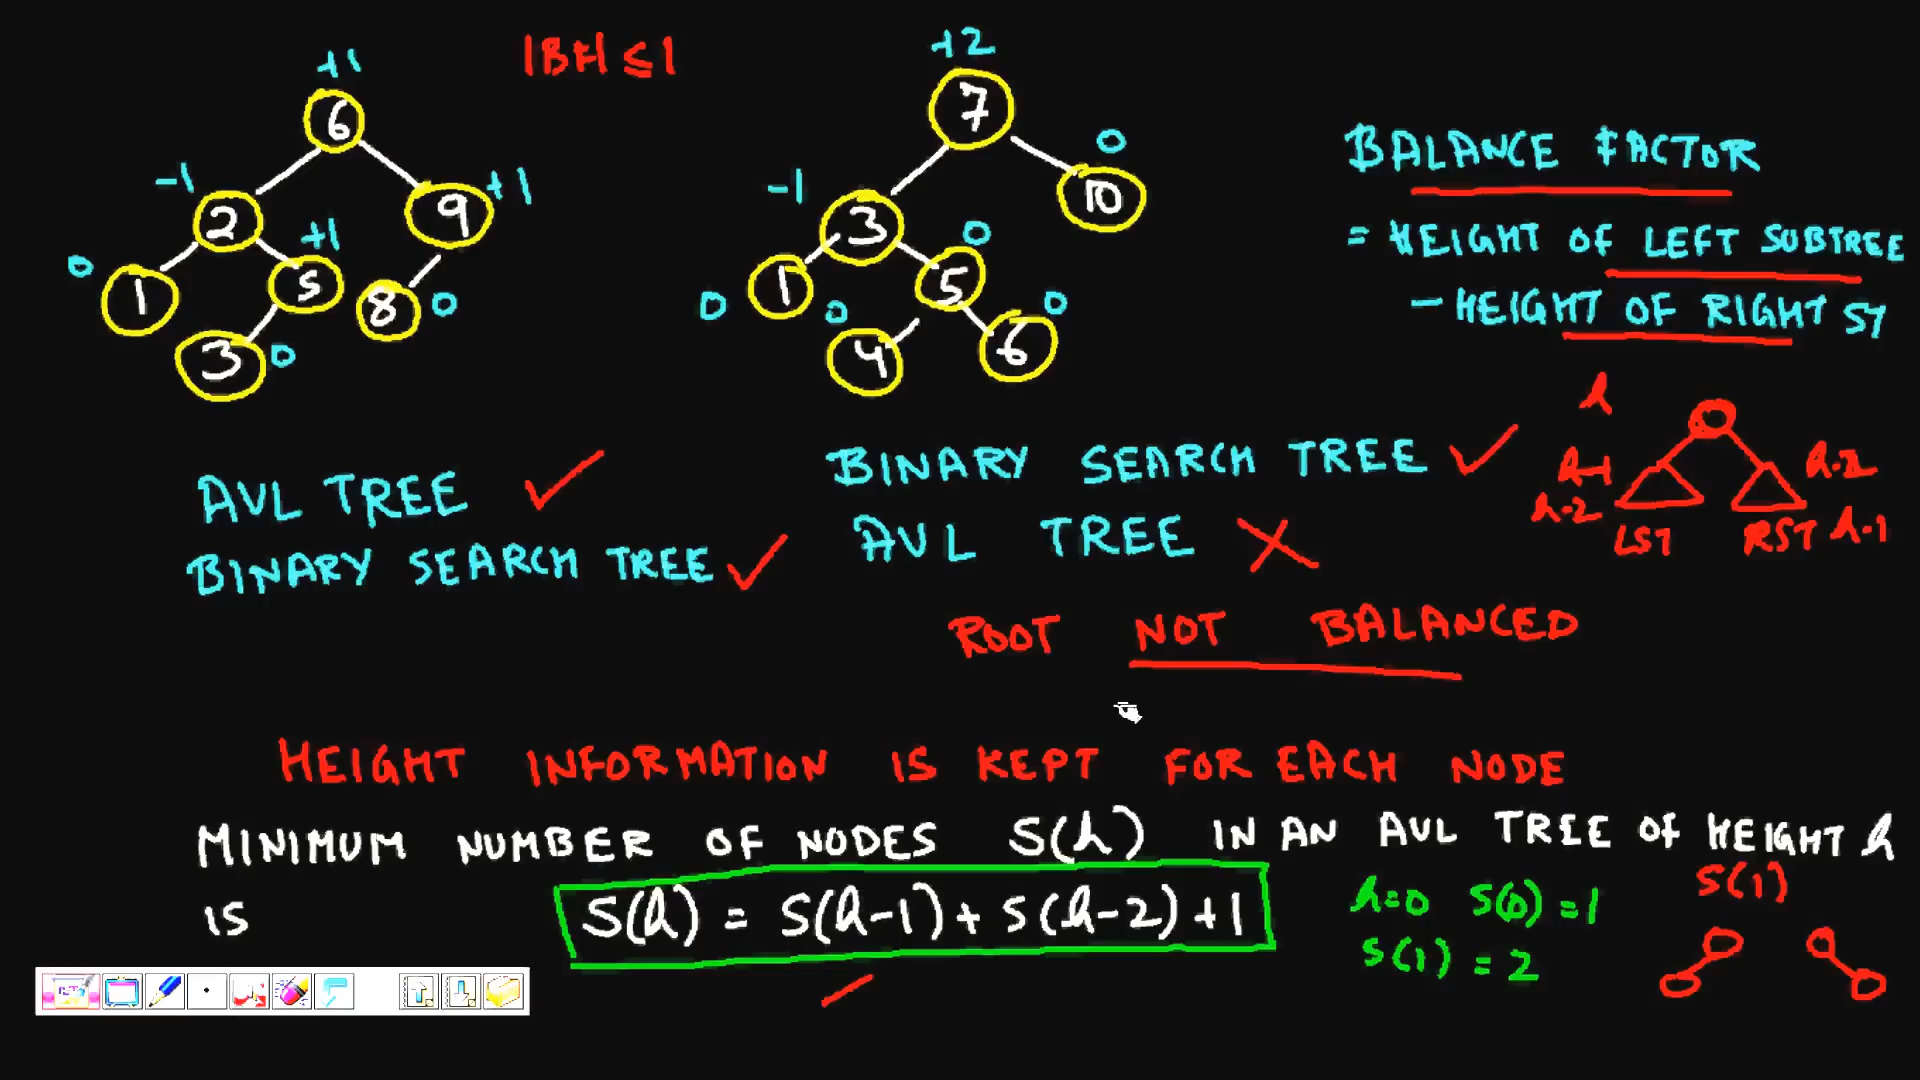 +1
|BF| ≤ 1
6
-1
2
9
+1
0
1
+1
5
8
0
3
0
+2
7
0
-1
3
10
0
0
1
5
0
0
4
6
BALANCE FACTOR
= HEIGHT OF LEFT SUBTREE
- HEIGHT OF RIGHT ST
h
h-1
h-2
h-2
LST
RST
h-1
AVL TREE ✓
BINARY SEARCH TREE ✓
BINARY SEARCH TREE ✓
AVL TREE ✗
ROOT NOT BALANCED
HEIGHT INFORMATION IS KEPT FOR EACH NODE
MINIMUM NUMBER OF NODES S(h) IN AN AVL TREE OF HEIGHT h
IS
S(h) = S(h-1) + S(h-2) + 1
h=0 S(0) = 1
S(1) = 2
S(1)